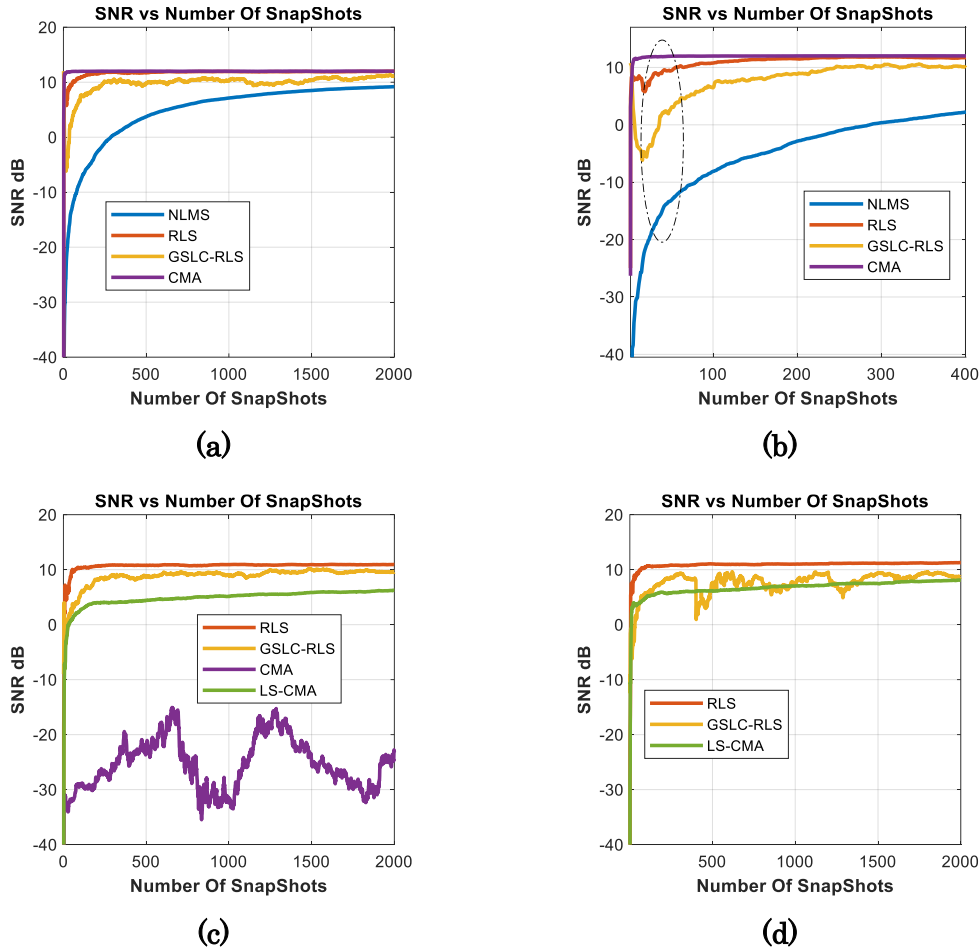 SNR vs Number Of SnapShots
20
10
0
-10
-20
-30
-40
SNR dB
NLMS
RLS
GSLC-RLS
CMA
0 500 1000 1500 2000
Number Of SnapShots
(a)
SNR vs Number Of SnapShots
10
0
-10
-20
-30
-40
SNR dB
NLMS
RLS
GSLC-RLS
CMA
100 200 300 400
Number Of SnapShots
(b)
SNR vs Number Of SnapShots
20
10
0
-10
-20
-30
-40
SNR dB
RLS
GSLC-RLS
CMA
LS-CMA
0 500 1000 1500 2000
Number Of SnapShots
(c)
SNR vs Number Of SnapShots
20
10
0
-10
-20
-30
-40
SNR dB
RLS
GSLC-RLS
LS-CMA
500 1000 1500 2000
Number Of SnapShots
(d)